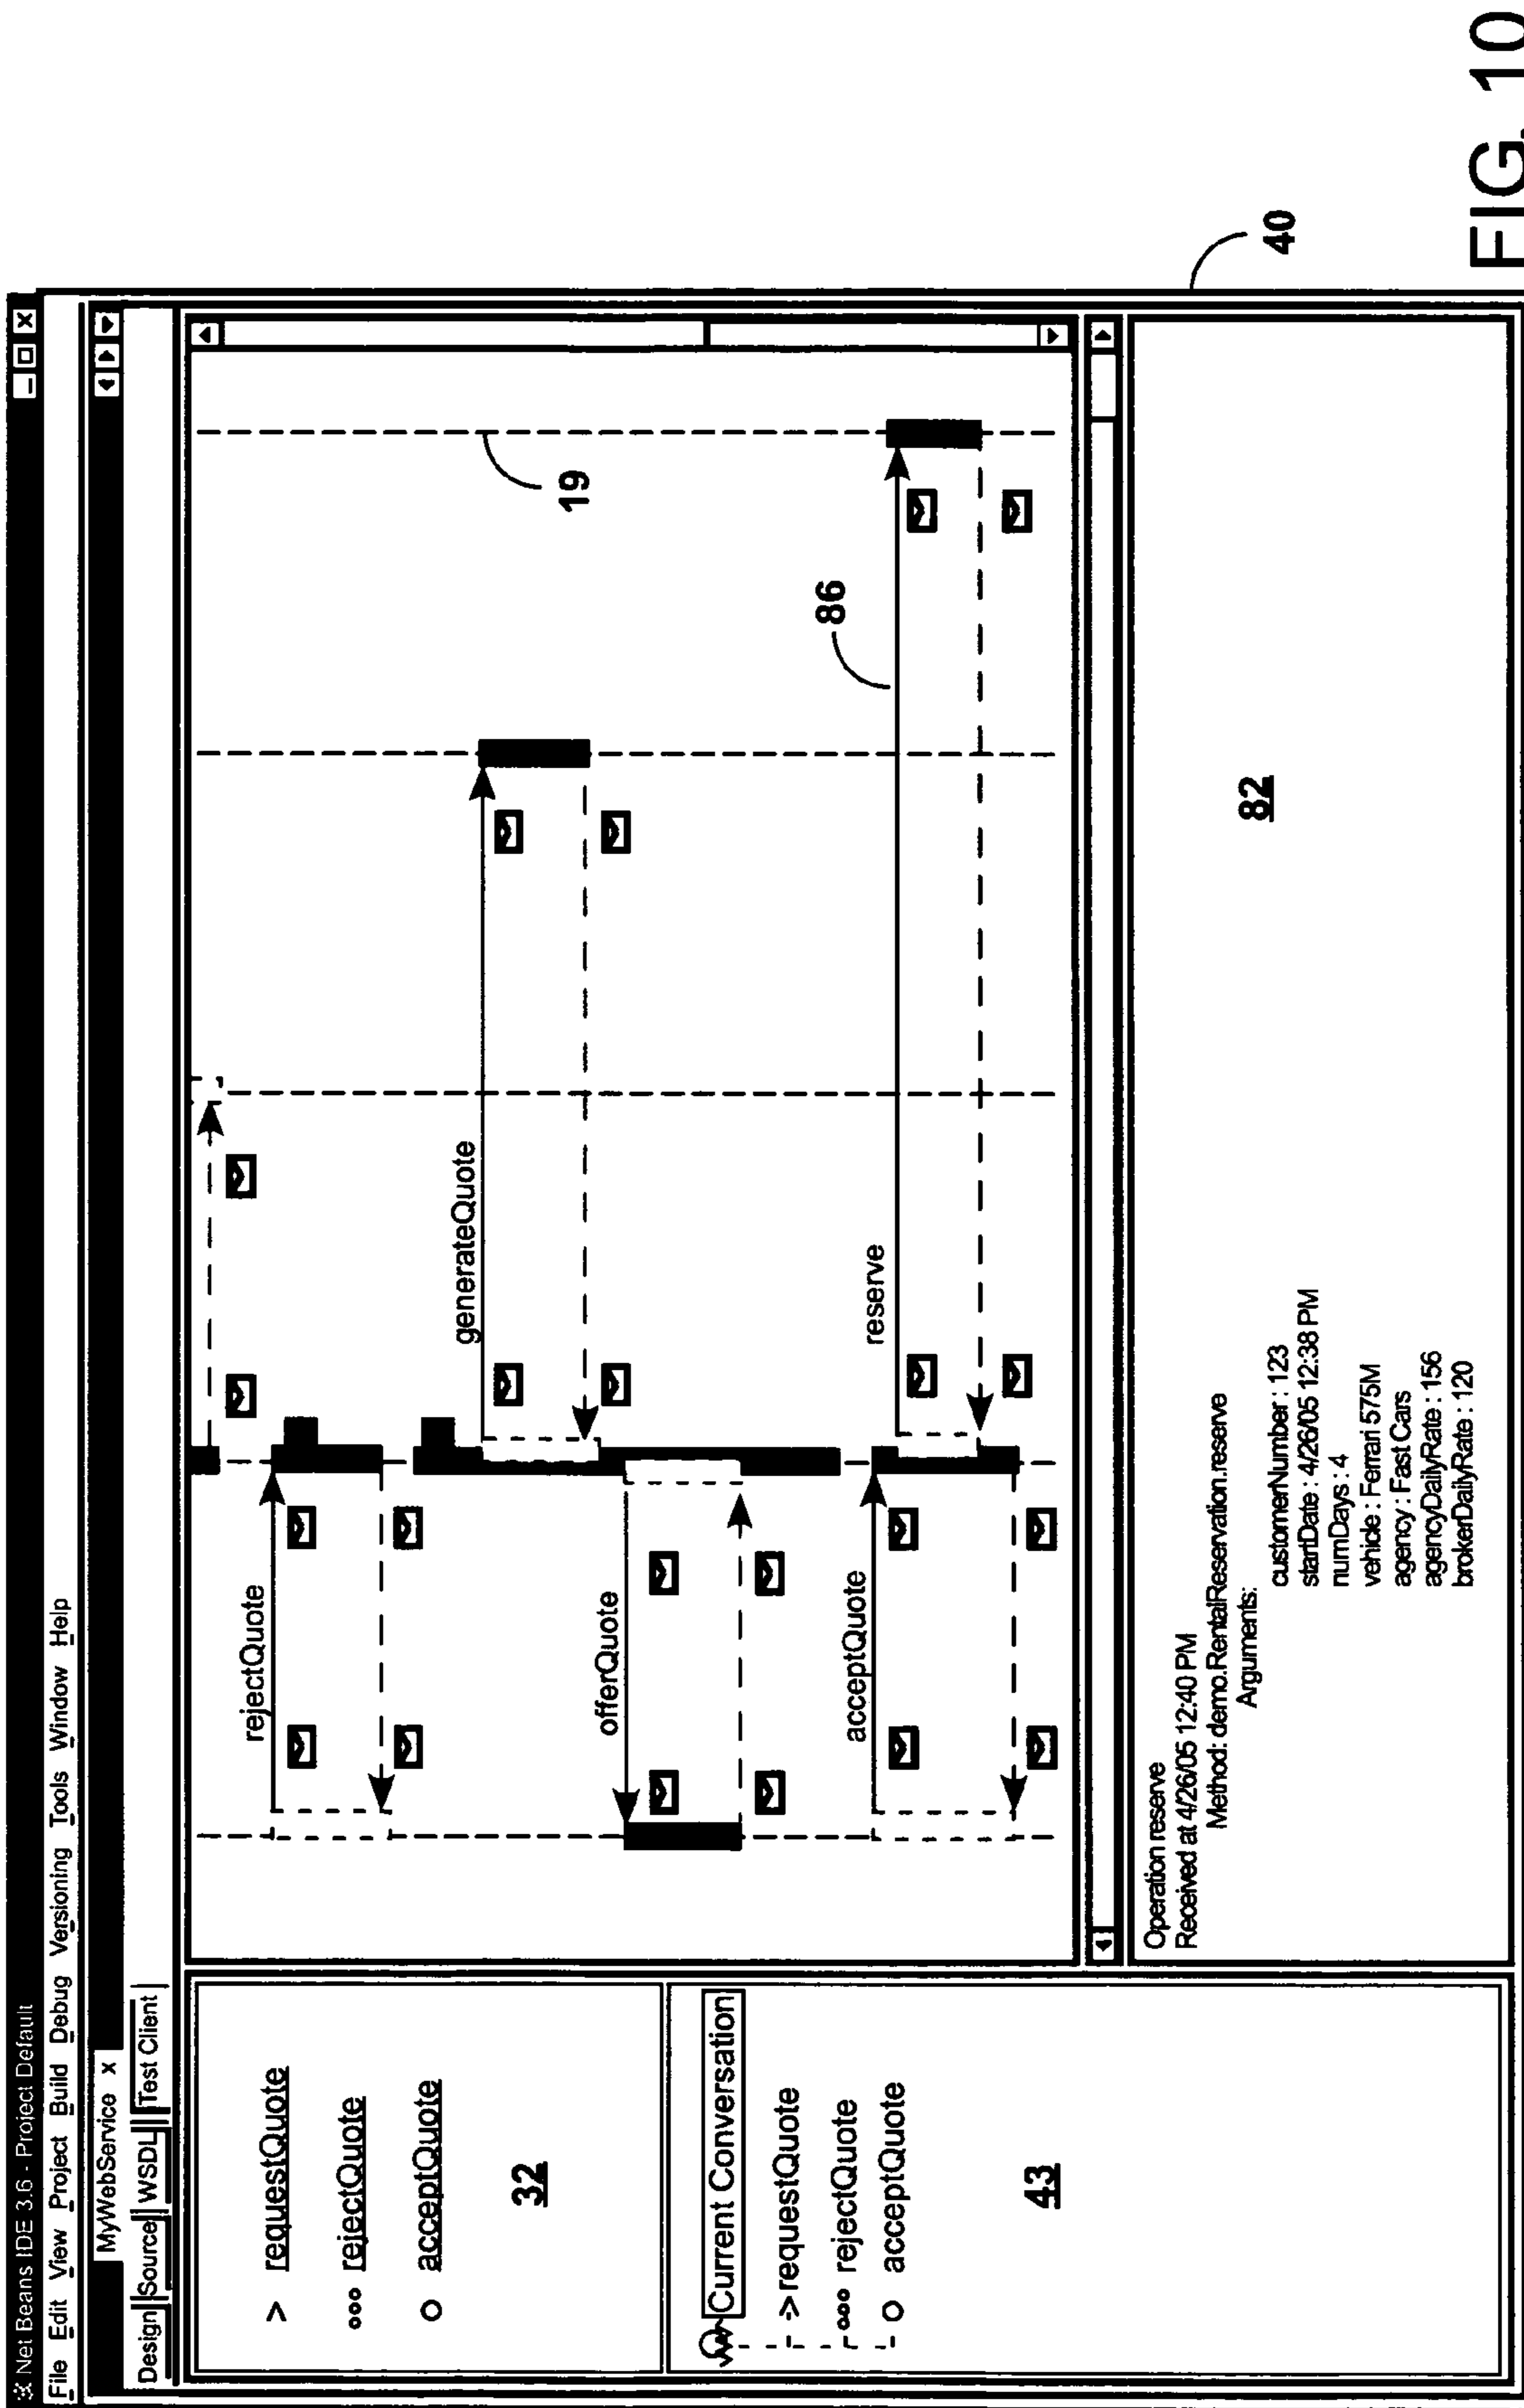 Net Beans IDE 3.6 - Project Default
File Edit View Project Build Debug Versioning Tools Window Help
MyWebService x
Design Source WSDL Test Client
> requestQuote
ooo rejectQuote
o acceptQuote
32
Current Conversation
-> requestQuote
ooo rejectQuote
o acceptQuote
43
rejectQuote
generateQuote
offerQuote
acceptQuote
reserve
19
86
Operation reserve
Received at 4/26/05 12:40 PM
Method: demo.RentalReservation.reserve
Arguments:
customerNumber : 123
startDate : 4/26/05 12:38 PM
numDays : 4
vehicle : Ferrari 575M
agency : Fast Cars
agencyDailyRate : 156
brokerDailyRate : 120
82
40
FIG. 10